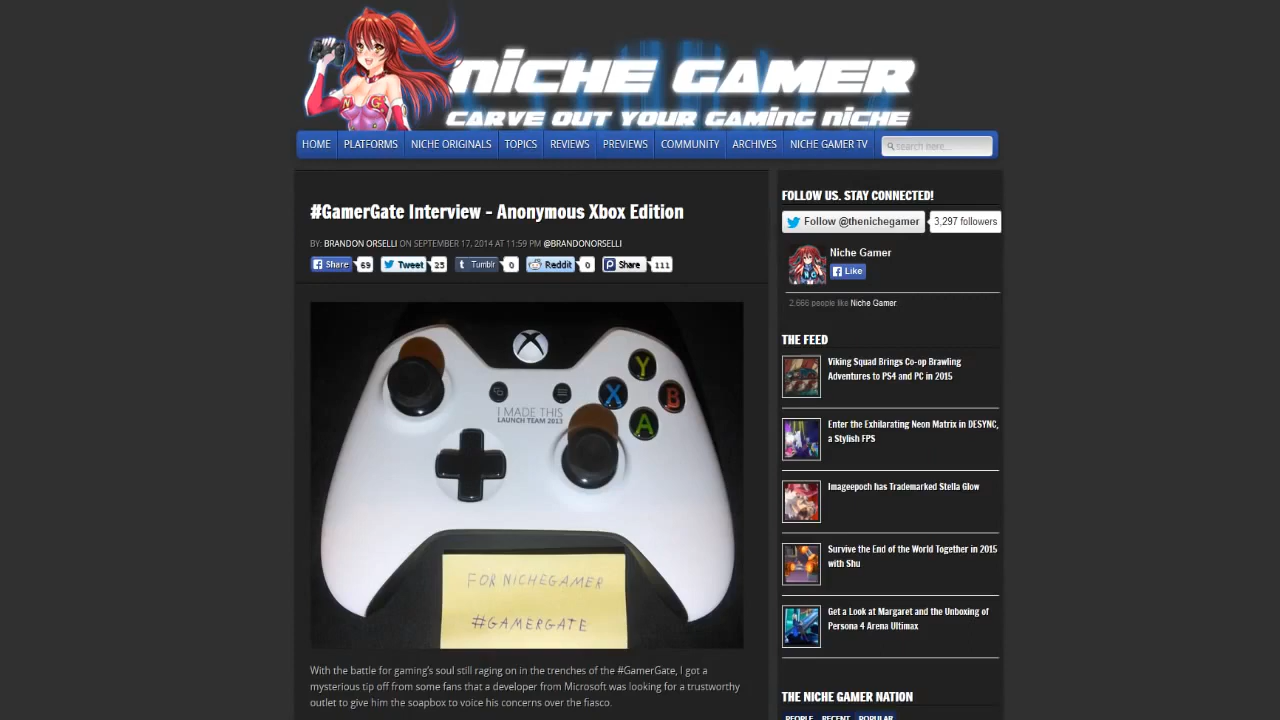 NICHE GAMER
CARVE OUT YOUR GAMING NICHE
N G
HOME PLATFORMS NICHE ORIGINALS TOPICS REVIEWS PREVIEWS COMMUNITY ARCHIVES NICHE GAMER TV search here...
#GamerGate Interview – Anonymous Xbox Edition
BY: BRANDON ORSELLI ON SEPTEMBER 17, 2014 AT 11:59 PM @BRANDONORSELLI
Share 69 Tweet 25 Tumblr 0 Reddit 0 Share 111
Y
X B
A
I MADE THIS
LAUNCH TEAM 2013
FOR NICHEGAMER
#GAMERGATE
With the battle for gaming's soul still raging on in the trenches of the #GamerGate, I got a
mysterious tip off from some fans that a developer from Microsoft was looking for a trustworthy
outlet to give him the soapbox to voice his concerns over the fiasco.
FOLLOW US. STAY CONNECTED!
Follow @thenichegamer 3,297 followers
Niche Gamer
Like
2,666 people like Niche Gamer.
THE FEED
Viking Squad Brings Co-op Brawling
Adventures to PS4 and PC in 2015
Enter the Exhilarating Neon Matrix in DESYNC,
a Stylish FPS
Imageepoch has Trademarked Stella Glow
Survive the End of the World Together in 2015
with Shu
Get a Look at Margaret and the Unboxing of
Persona 4 Arena Ultimax
THE NICHE GAMER NATION
PEOPLE RECENT POPULAR